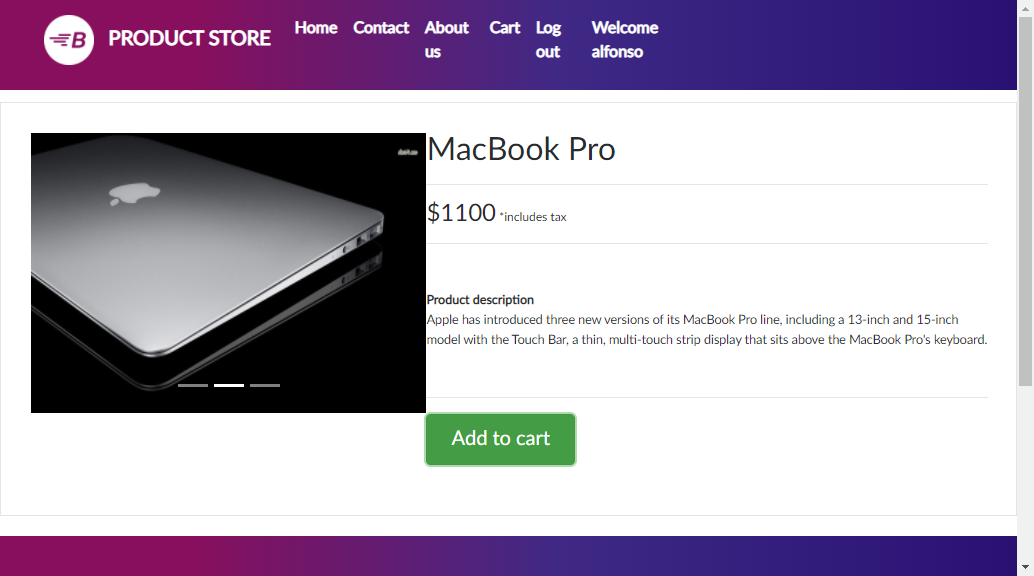 B PRODUCT STORE
Home Contact About us Cart Log out Welcome alfonso
MacBook Pro
$1100 *includes tax
Product description
Apple has introduced three new versions of its MacBook Pro line, including a 13-inch and 15-inch
model with the Touch Bar, a thin, multi-touch strip display that sits above the MacBook Pro's keyboard.
Add to cart